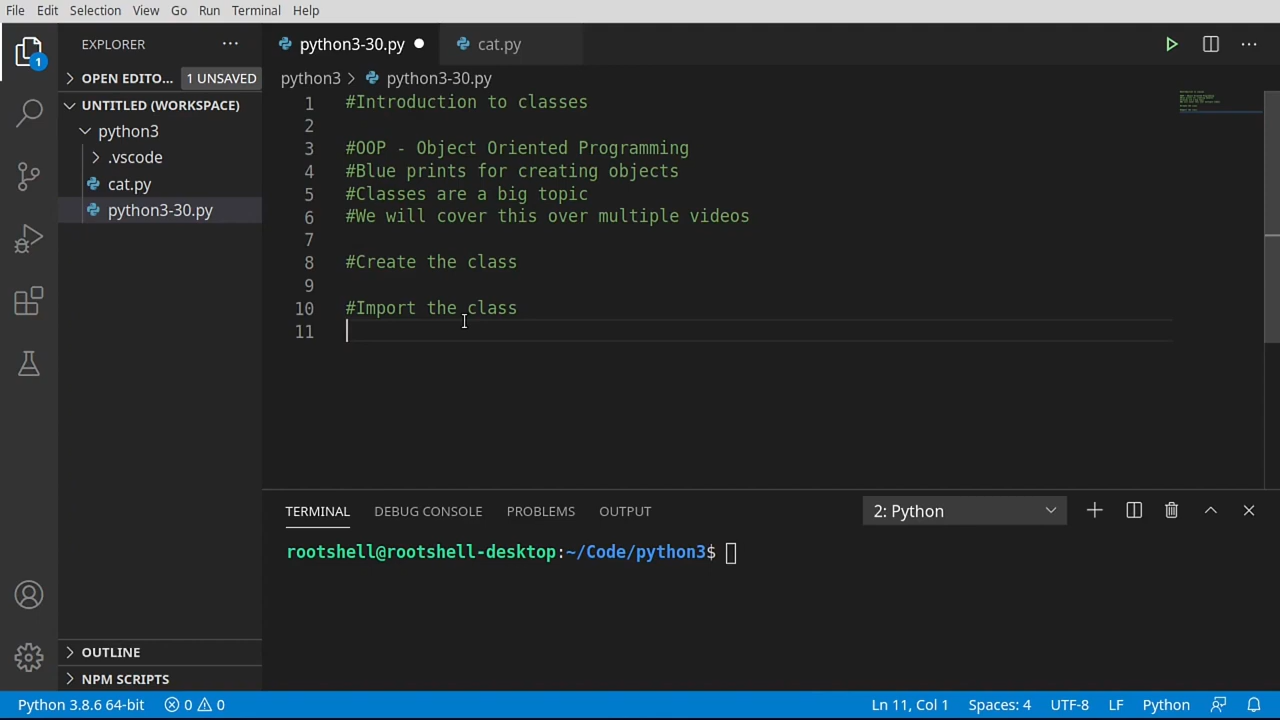 File Edit Selection View Go Run Terminal Help
EXPLORER
python3-30.py
cat.py
1
OPEN EDITO... 1 UNSAVED
UNTITLED (WORKSPACE)
python3
.vscode
cat.py
python3-30.py
OUTLINE
NPM SCRIPTS
python3 > python3-30.py
1 #Introduction to classes
2
3 #OOP - Object Oriented Programming
4 #Blue prints for creating objects
5 #Classes are a big topic
6 #We will cover this over multiple videos
7
8 #Create the class
9
10 #Import the class
11
TERMINAL DEBUG CONSOLE PROBLEMS OUTPUT 2: Python
rootshell@rootshell-desktop:~/Code/python3$
Python 3.8.6 64-bit 0 0 Ln 11, Col 1 Spaces: 4 UTF-8 LF Python